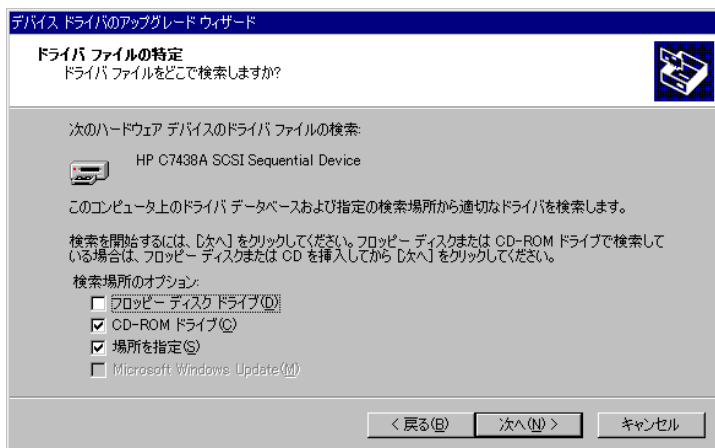 デバイス ドライバのアップグレード ウィザード
ドライバ ファイルの特定
ドライバ ファイルをどこで検索しますか?
次のハードウェア デバイスのドライバ ファイルの検索:
HP C7438A SCSI Sequential Device
このコンピュータ上のドライバ データベースおよび指定の検索場所から適切なドライバを検索します。
検索を開始するには、[次へ] をクリックしてください。フロッピー ディスクまたは CD-ROM ドライブで検索して
いる場合は、フロッピー ディスクまたは CD を挿入してから [次へ] をクリックしてください。
検索場所のオプション:
フロッピー ディスク ドライブ(D)
CD-ROM ドライブ(C)
場所を指定(S)
Microsoft Windows Update(M)
< 戻る(B) 次へ(N) > キャンセル